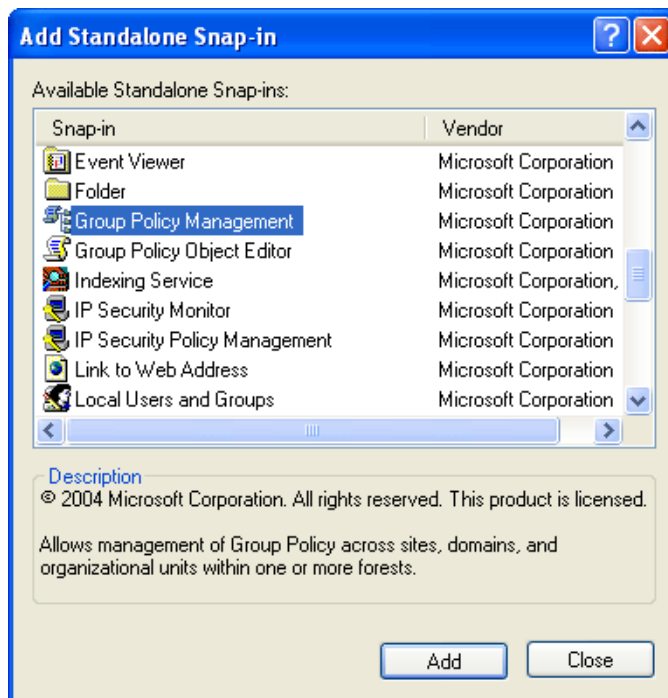 Add Standalone Snap-in
Available Standalone Snap-ins:
Snap-in Vendor
Event Viewer Microsoft Corporation
Folder Microsoft Corporation
Group Policy Management Microsoft Corporation
Group Policy Object Editor Microsoft Corporation
Indexing Service Microsoft Corporation,
IP Security Monitor Microsoft Corporation
IP Security Policy Management Microsoft Corporation
Link to Web Address Microsoft Corporation
Local Users and Groups Microsoft Corporation
Description
© 2004 Microsoft Corporation. All rights reserved. This product is licensed.
Allows management of Group Policy across sites, domains, and
organizational units within one or more forests.
Add Close